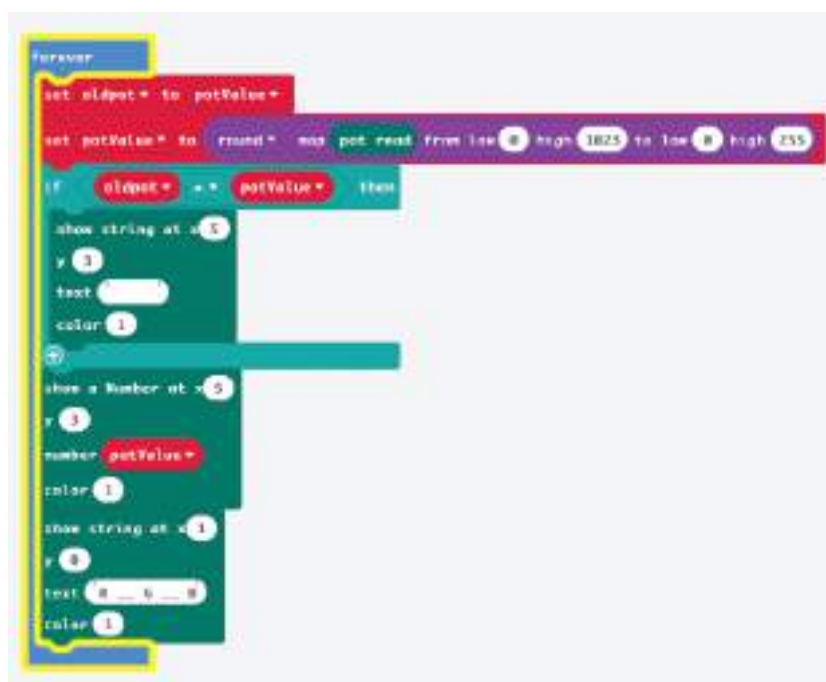 forever
set oldpot to potValue
set potValue to round map pot read from low 0 high 1023 to low 0 high 255
if oldpot potValue then
show string at x 5
y 3
text
color 1
show a Number at x 5
y 3
number potValue
color 1
show string at x 1
y 0
text
color 1